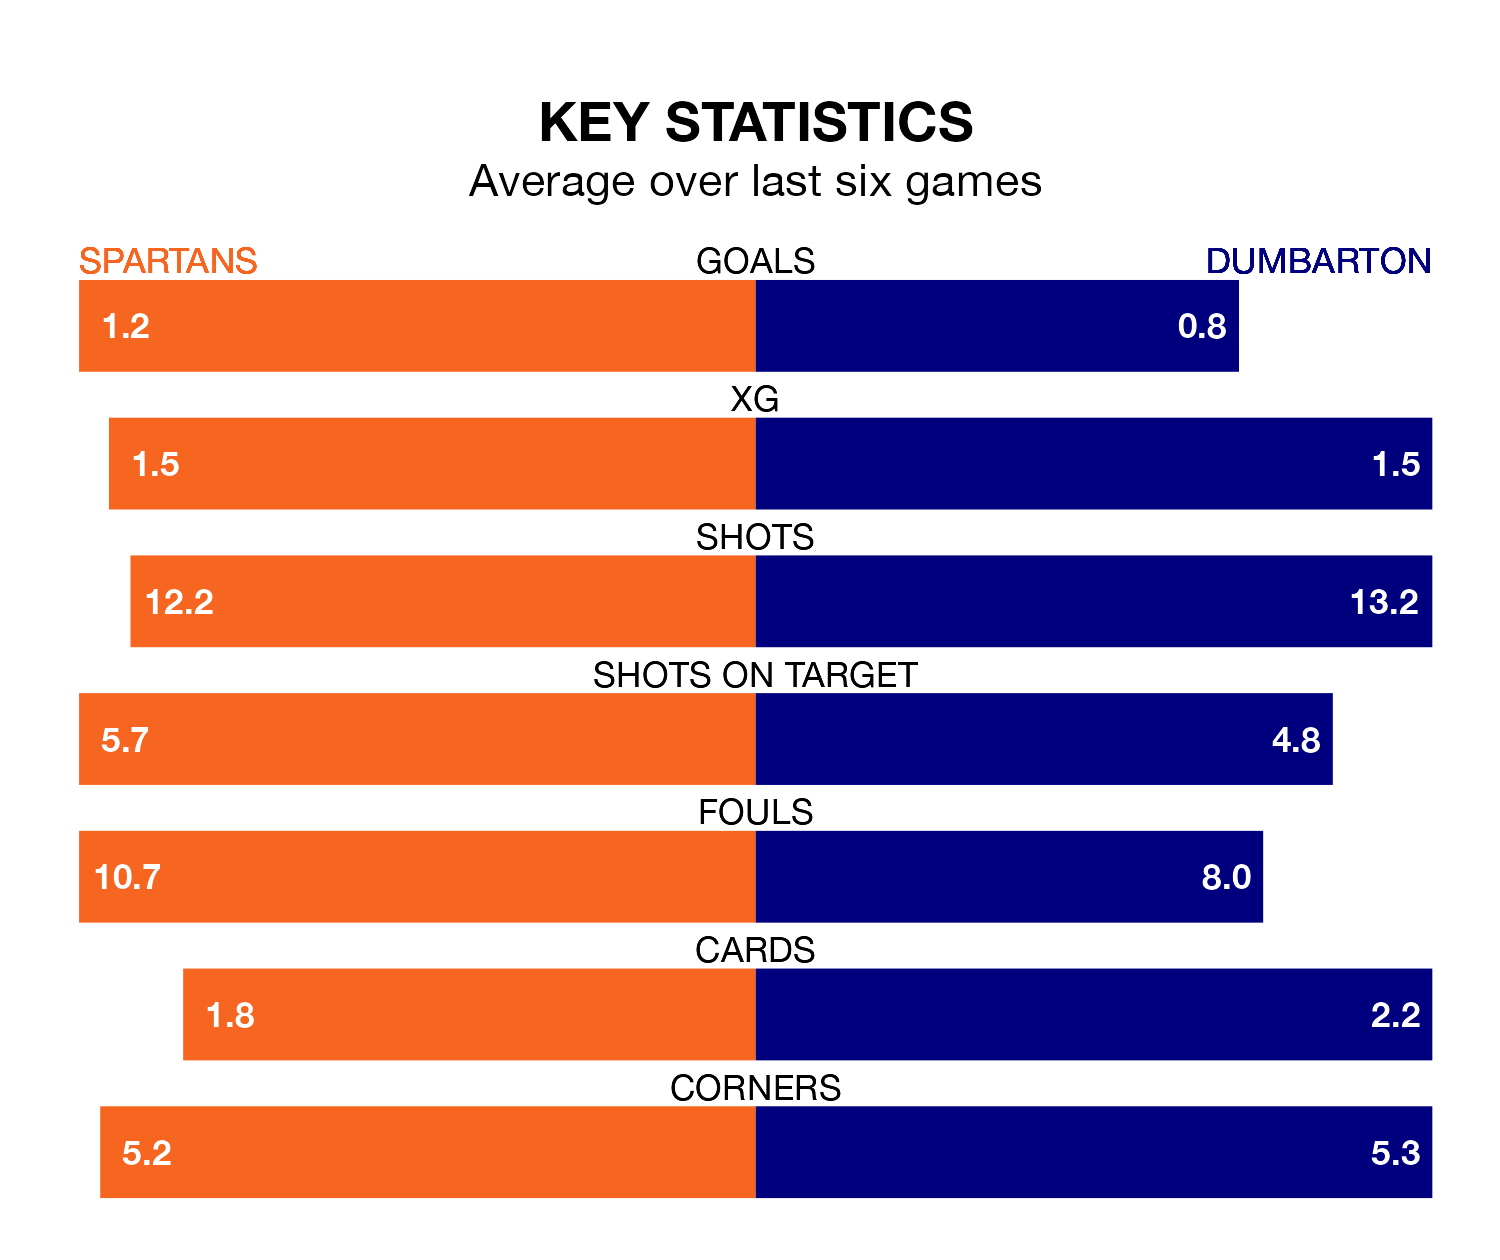 KEY STATISTICS
Average over last six games
SPARTANS GOALS DUMBARTON
1.2 0.8
XG
1.5 1.5
SHOTS
12.2 13.2
SHOTS ON TARGET
5.7 4.8
FOULS
10.7 8.0
CARDS
1.8 2.2
CORNERS
5.2 5.3